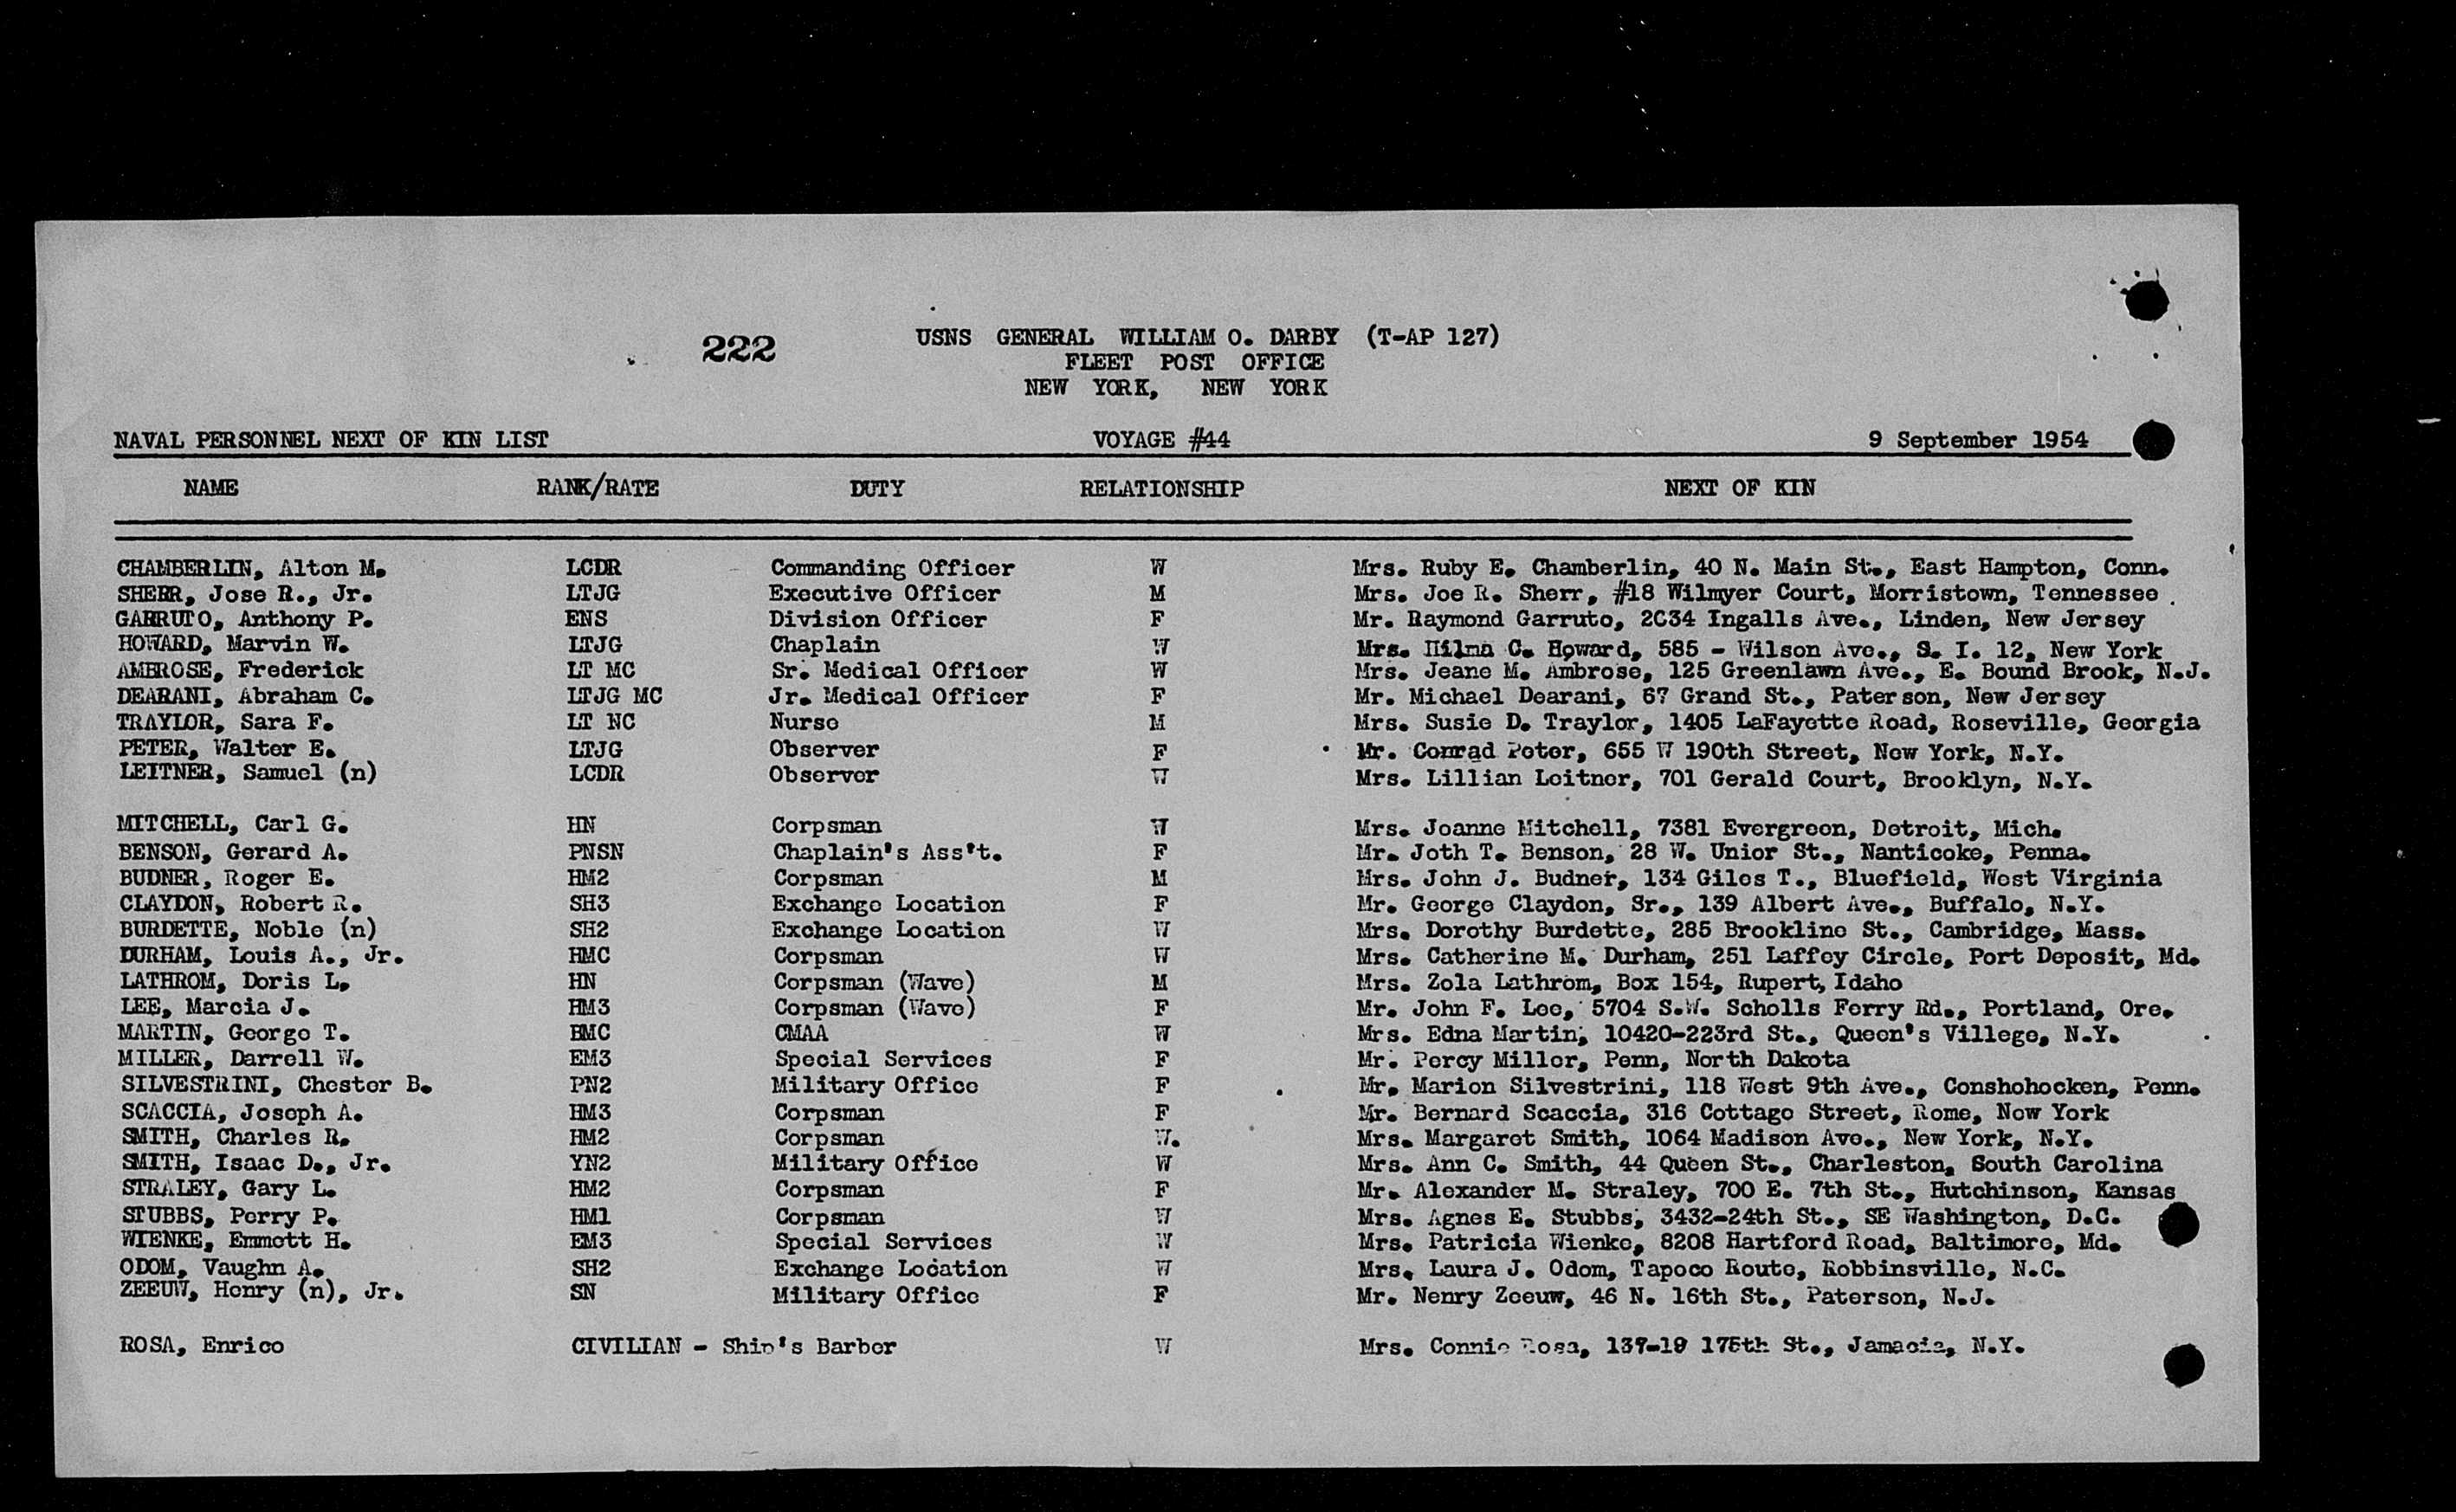 222
USNS GENERAL WILLIAM O. DARBY (T-AP 127)
FLEET POST OFFICE
NEW YORK, NEW YORK
NAVAL PERSONNEL NEXT OF KIN LIST VOYAGE #44 9 September 1954
NAME RANK/RATE DUTY RELATIONSHIP NEXT OF KIN
CHAMBERLIN, Alton M. LCDR Commanding Officer W Mrs. Ruby E. Chamberlin, 40 N. Main St., East Hampton, Conn.
SHERR, Jose R., Jr. LTJG Executive Officer M Mrs. Joe R. Sherr, #18 Wilmyer Court, Morristown, Tennessee.
GARRUTO, Anthony P. ENS Division Officer F Mr. Raymond Garruto, 2034 Ingalls Ave., Linden, New Jersey
HOWARD, Marvin W. LTJG Chaplain W Mrs. C. Howard, 585 - Wilson Ave., S. I. 12, New York
AMBROSE, Frederick LT MC Sr. Medical Officer W Mrs. Jeane M. Ambrose, 125 Greenlawn Ave., E. Bound Brook, N.J.
DEARANI, Abraham C. LTJG MC Jr. Medical Officer F Mr. Michael Dearani, 67 Grand St., Paterson, New Jersey
TRAYLOR, Sara F. LT NC Nurse M Mrs. Susie D. Traylor, 1405 LaFayette Road, Roseville, Georgia
PETER, Walter E. LTJG Observer F Mr. Conrad Peter, 655 W 190th Street, New York, N.Y.
LEITNER, Samuel (n) LCDR Observer W Mrs. Lillian Leitner, 701 Gerald Court, Brooklyn, N.Y.
MITCHELL, Carl G. HN Corpsman W Mrs. Joanne Mitchell, 7381 Evergreen, Detroit, Mich.
BENSON, Gerard A. PNSN Chaplain's Ass't. F Mr. Joth T. Benson, 28 W. Unior St., Nanticoke, Penna.
BUDNER, Roger E. HM2 Corpsman M Mrs. John J. Budner, 134 Giles T., Bluefield, West Virginia
CLAYDON, Robert R. SH3 Exchange Location F Mr. George Claydon, Sr., 139 Albert Ave., Buffalo, N.Y.
BURDETTE, Noble (n) SH2 Exchange Location W Mrs. Dorothy Burdette, 285 Brookline St., Cambridge, Mass.
DURHAM, Louis A., Jr. HMC Corpsman W Mrs. Catherine M. Durham, 251 Laffey Circle, Port Deposit, Md.
LATHROM, Doris L. HN Corpsman (Wave) M Mrs. Zola Lathrom, Box 154, Rupert, Idaho
LEE, Marcia J. HM3 Corpsman (Wave) F Mr. John F. Lee, 5704 S.W. Scholls Ferry Rd., Portland, Ore.
MARTIN, George T. BMC CMAA W Mrs. Edna Martin, 10420-223rd St., Queen's Villege, N.Y.
MILLER, Darrell W. EM3 Special Services F Mr. Percy Miller, Penn, North Dakota
SILVESTRINI, Chester B. PN2 Military Office F Mr. Marion Silvestrini, 118 West 9th Ave., Conshohocken, Penn.
SCACCIA, Joseph A. HM3 Corpsman F Mr. Bernard Scaccia, 316 Cottage Street, Rome, New York
SMITH, Charles R. HM2 Corpsman W. Mrs. Margaret Smith, 1064 Madison Ave., New York, N.Y.
SMITH, Isaac D., Jr. YN2 Military Office W Mrs. Ann C. Smith, 44 Queen St., Charleston, South Carolina
STRALEY, Gary L. HM2 Corpsman F Mr. Alexander M. Straley, 700 E. 7th St., Hutchinson, Kansas
STUBBS, Perry P. HM1 Corpsman W Mrs. Agnes E. Stubbs, 3432-24th St., SE Washington, D.C.
WIENKE, Emmett H. EM3 Special Services W Mrs. Patricia Wienke, 8208 Hartford Road, Baltimore, Md.
ODOM, Vaughn A. SH2 Exchange Location W Mrs. Laura J. Odom, Tapoco Route, Robbinsville, N.C.
ZEEUW, Henry (n), Jr. SN Military Office F Mr. Nenry Zeeuw, 46 N. 16th St., Paterson, N.J.
ROSA, Enrico CIVILIAN - Ship's Barber W Mrs. Connie Rosa, 137-19 175th St., Jamacia, N.Y.